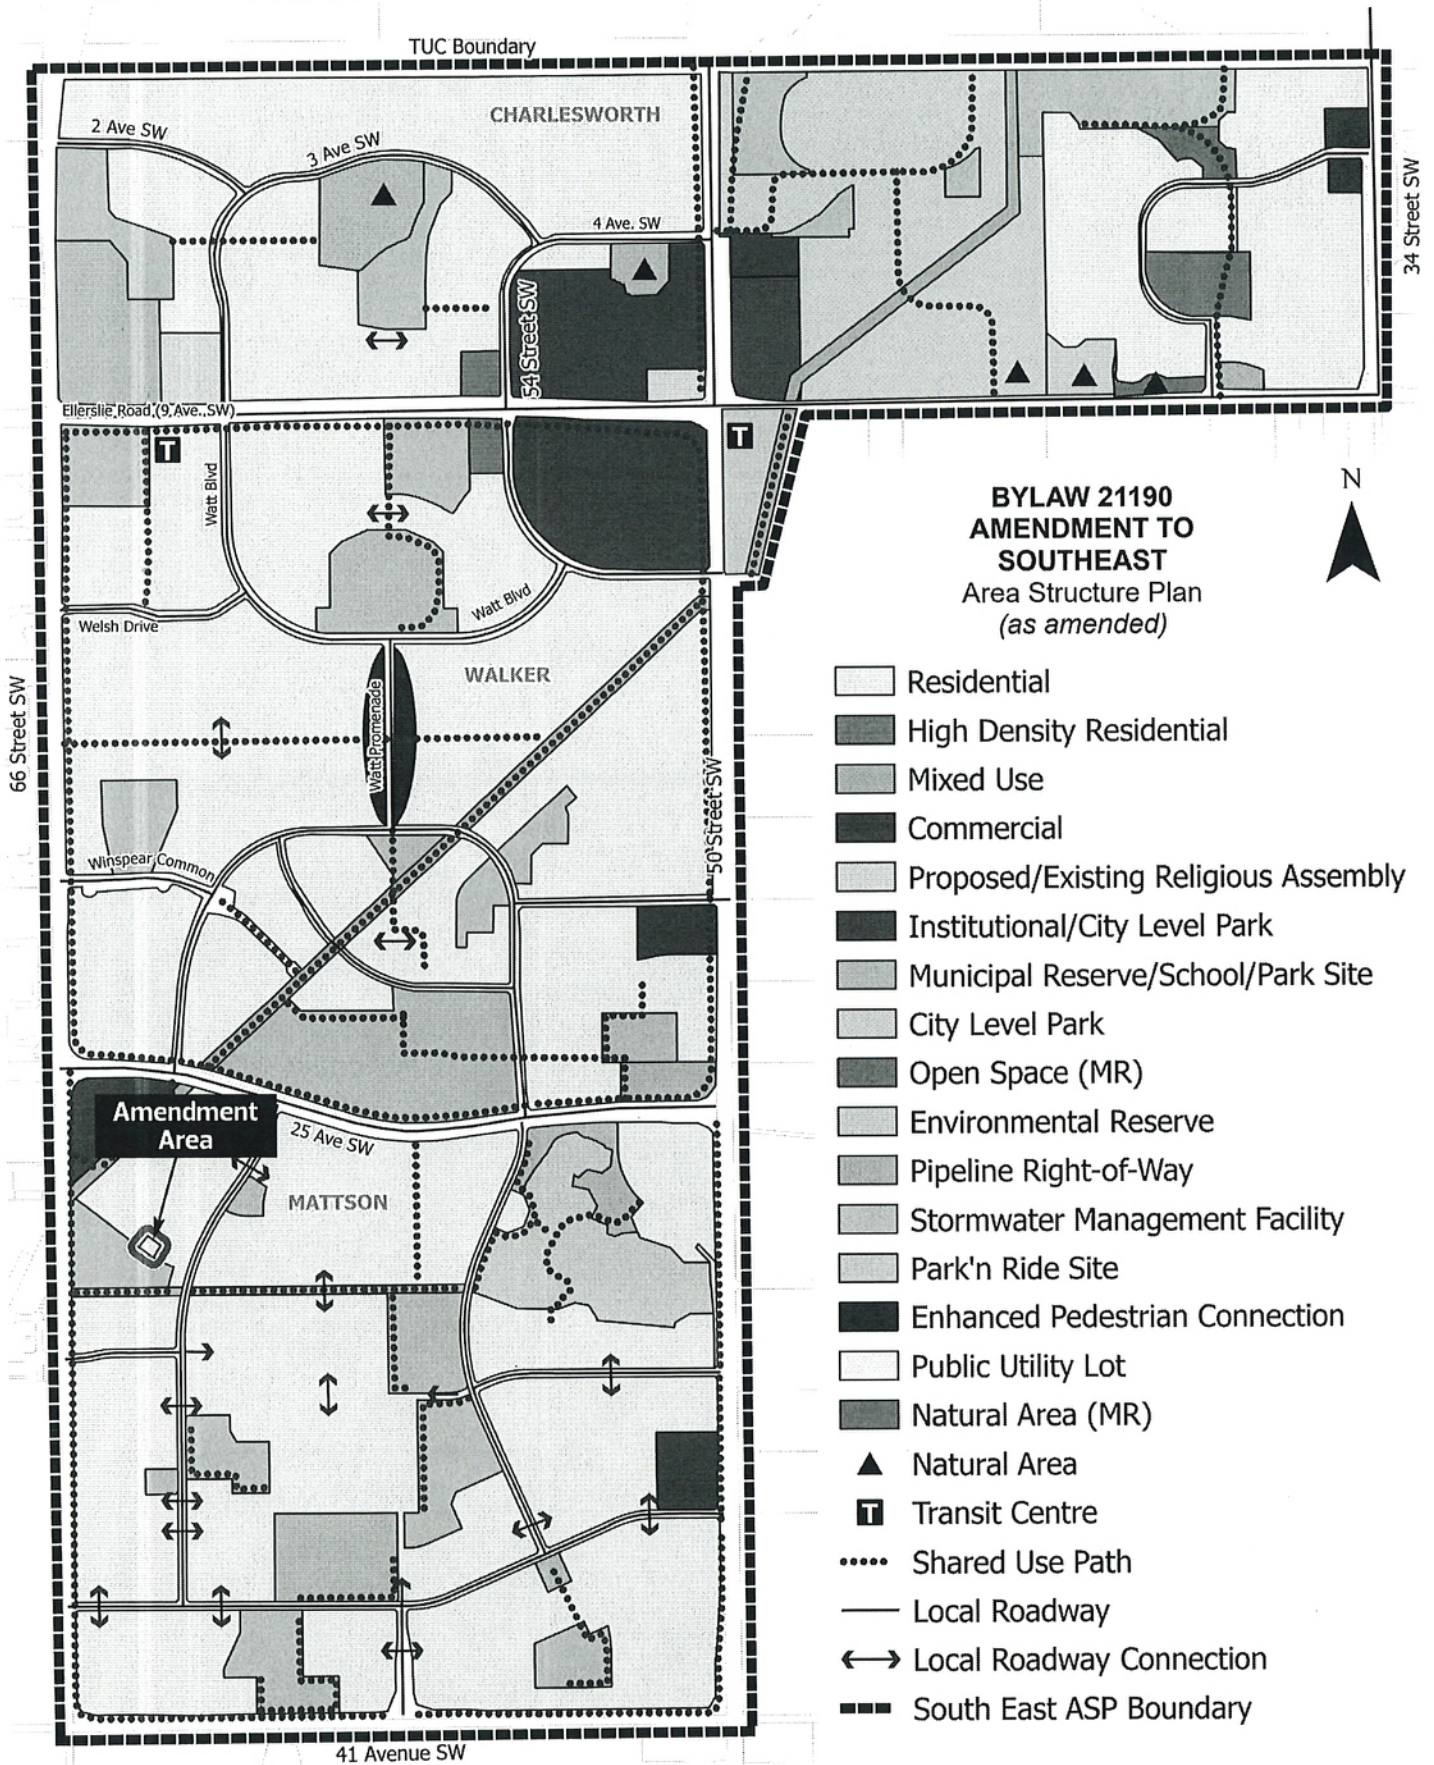 TUC Boundary
CHARLESWORTH
2 Ave SW
3 Ave SW
4 Ave. SW
34 Street SW
54 Street SW
Ellerslie Road (9 Ave. SW)
T
T
Watt Blvd
BYLAW 21190
AMENDMENT TO
SOUTHEAST
Area Structure Plan
(as amended)
N
Watt Blvd
Welsh Drive
WALKER
66 Street SW
Watt Promenade
50 Street SW
Winspear Common
Amendment
Area
25 Ave SW
MATTSON
41 Avenue SW
Residential
High Density Residential
Mixed Use
Commercial
Proposed/Existing Religious Assembly
Institutional/City Level Park
Municipal Reserve/School/Park Site
City Level Park
Open Space (MR)
Environmental Reserve
Pipeline Right-of-Way
Stormwater Management Facility
Park'n Ride Site
Enhanced Pedestrian Connection
Public Utility Lot
Natural Area (MR)
Natural Area
T Transit Centre
Shared Use Path
Local Roadway
Local Roadway Connection
South East ASP Boundary